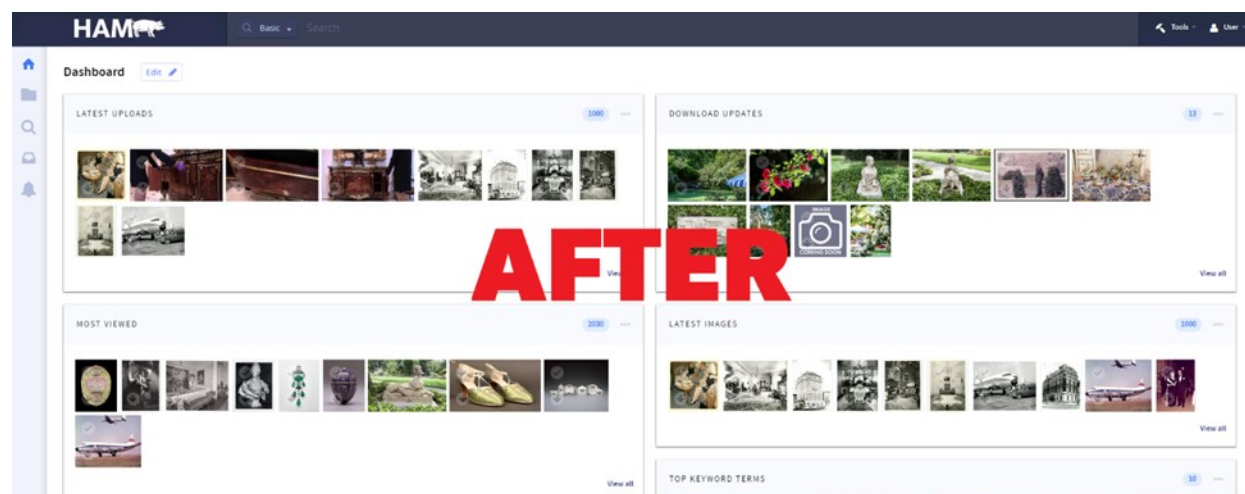 HAM
Basic
Search
Tools
User
Dashboard
Edit
LATEST UPLOADS
1000
DOWNLOAD UPDATES
13
IMAGE
COMING SOON
AFTER
View all
MOST VIEWED
2030
LATEST IMAGES
1000
View all
View all
TOP KEYWORD TERMS
10